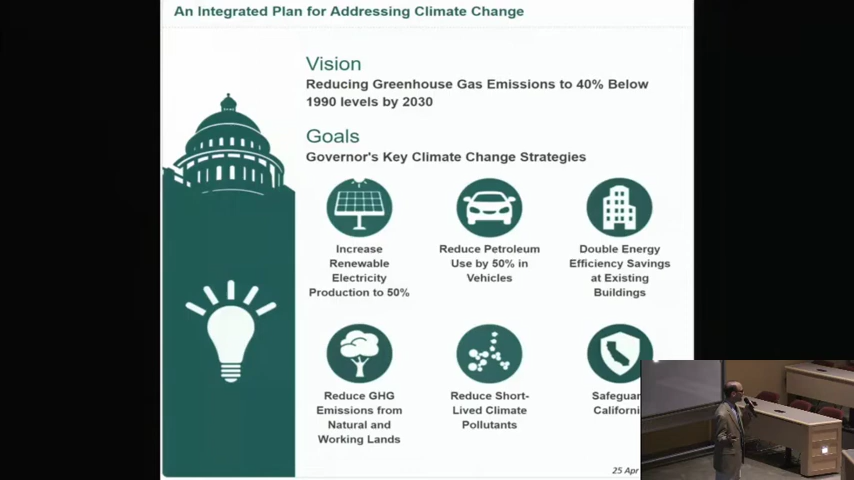 An Integrated Plan for Addressing Climate Change
Vision
Reducing Greenhouse Gas Emissions to 40% Below
1990 levels by 2030
Goals
Governor's Key Climate Change Strategies
Increase
Renewable
Electricity
Production to 50%
Reduce Petroleum
Use by 50% in
Vehicles
Double Energy
Efficiency Savings
at Existing
Buildings
Reduce GHG
Emissions from
Natural and
Working Lands
Reduce Short-
Lived Climate
Pollutants
25 Apr